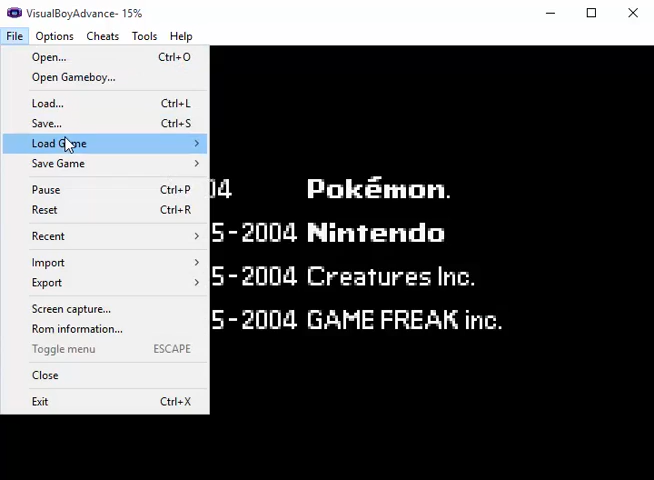 VisualBoyAdvance- 15%
File Options Cheats Tools Help
Open... Ctrl+O
Open Gameboy...
Load... Ctrl+L
Save... Ctrl+S
Load Game
Save Game
Pause Ctrl+P
Reset Ctrl+R
Recent
Import
Export
Screen capture...
Rom information...
Toggle menu ESCAPE
Close
Exit Ctrl+X
04 Pokémon.
5-2004 Nintendo
5-2004 Creatures Inc.
5-2004 GAME FREAK inc.